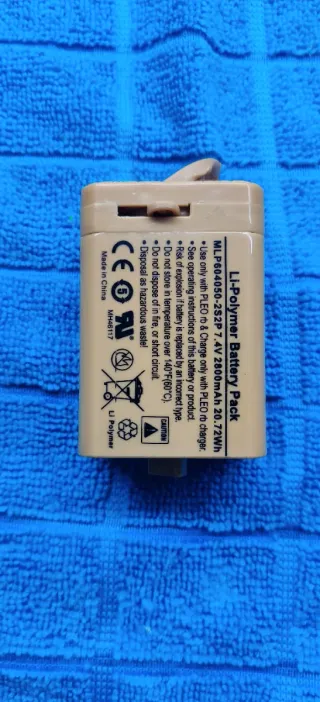 Li-Polymer Battery Pack
MLP604050-2S2P 7.4V 2800mAh 20.72Wh
• Use only with PLEO rb & Charge only with PLEO rb charger.
• See operating instructions of this battery or product.
• Risk of explosion if battery is replaced by an incorrect type.
• Do not store in temperature over 140°F(60°C).
• Do not dispose of in fire, or short circuit.
• Disposal as hazardous waste!
CAUTION
Li Polymer
MH46117
Made in China